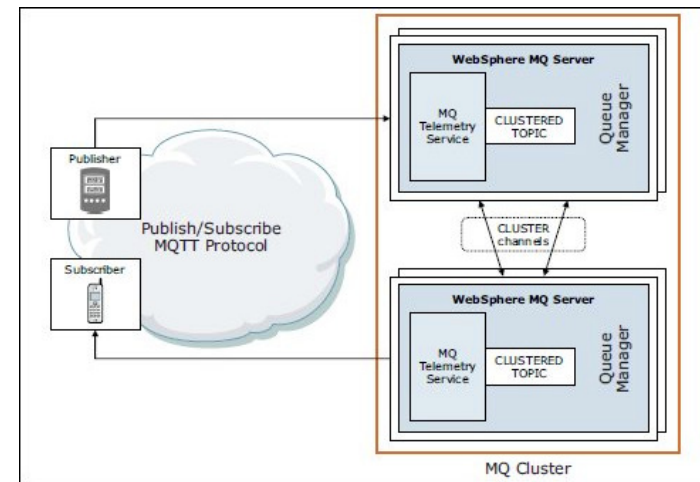 WebSphere MQ Server
MQ
Telemetry
Service
CLUSTERED
TOPIC
Queue
Manager
Publisher
Publish/Subscribe
MQTT Protocol
CLUSTER
channels
Subscriber
WebSphere MQ Server
MQ
Telemetry
Service
CLUSTERED
TOPIC
Queue
Manager
MQ Cluster